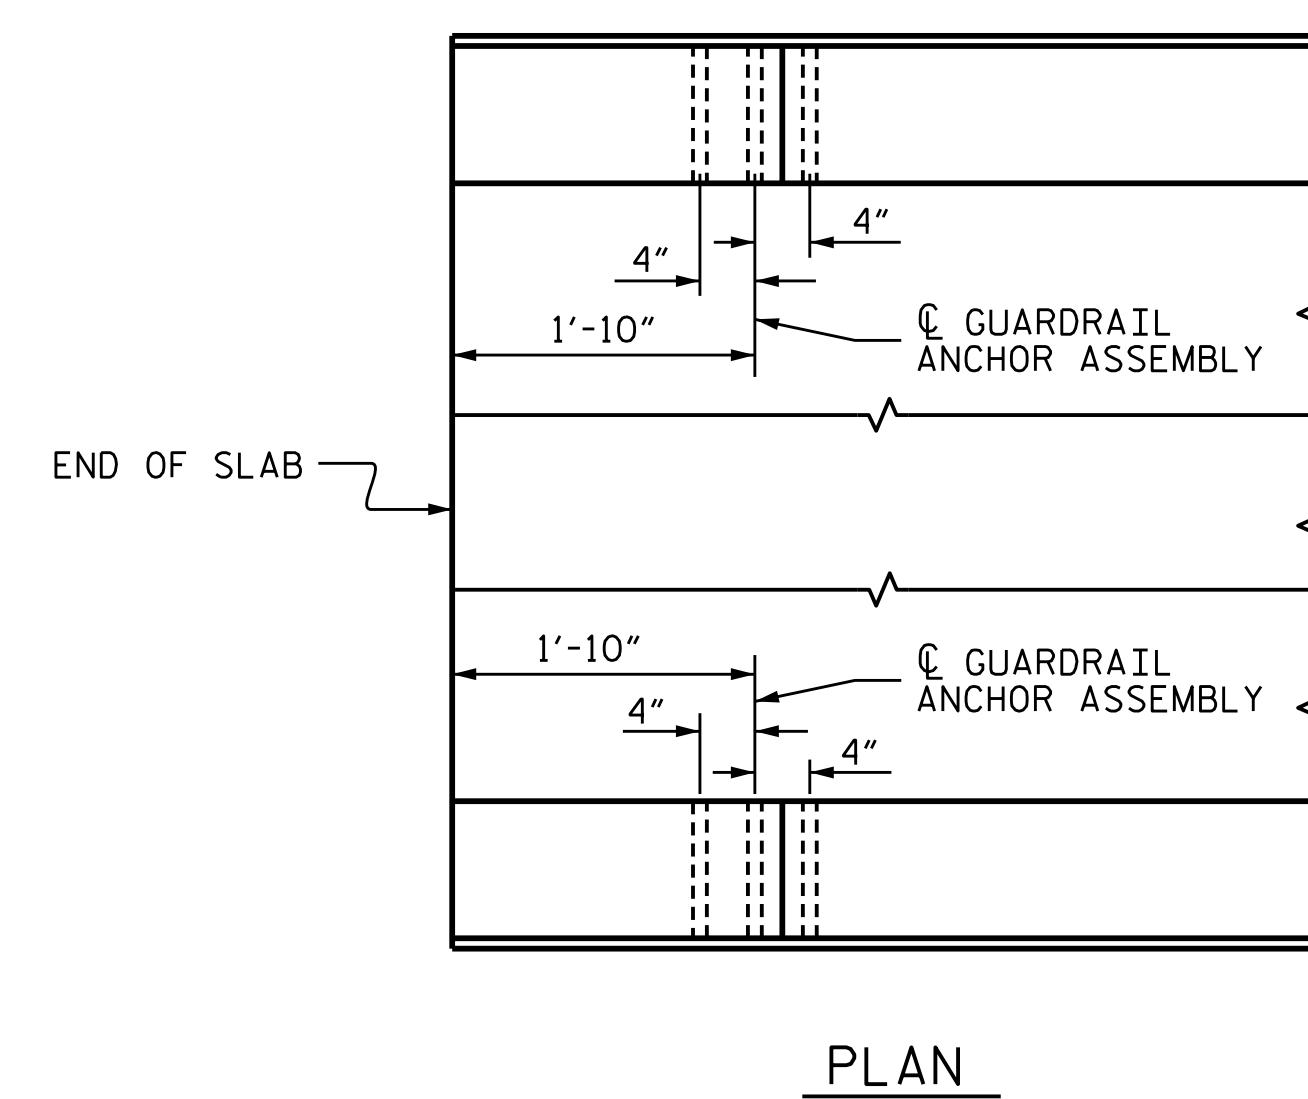 4"
4"
1'-10"
℄ GUARDRAIL
ANCHOR ASSEMBLY
END OF SLAB
1'-10"
℄ GUARDRAIL
ANCHOR ASSEMBLY
4"
4"
PLAN